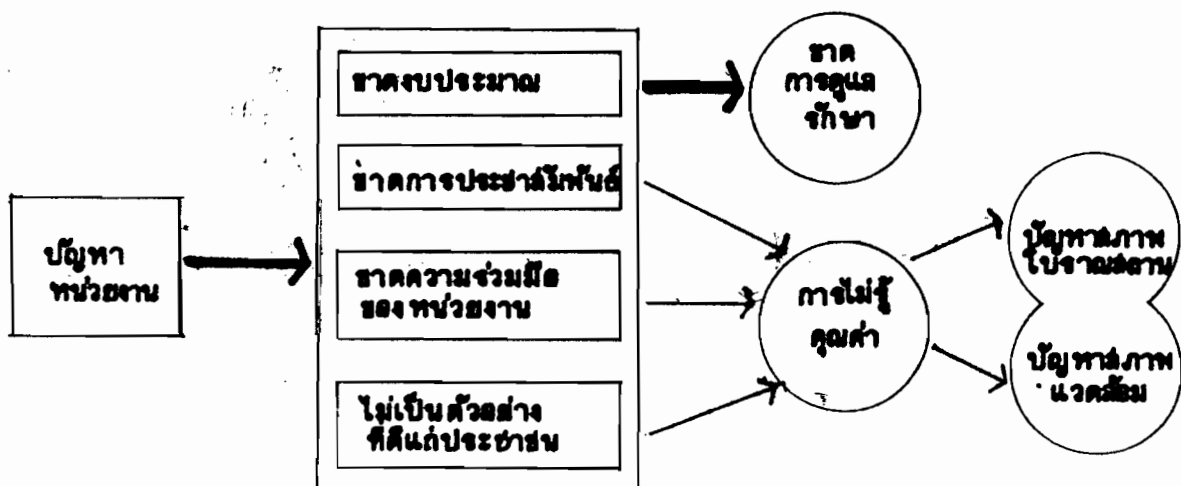 ปัญหา
หน่วยงาน
ขาดงบประมาณ
ขาดการประชาสัมพันธ์
ขาดความร่วมมือ
ของหน่วยงาน
ไม่เป็นตัวอย่าง
ที่ดีแก่ประชาชน
ขาด
การดูแล
รักษา
การไม่รู้
คุณค่า
ปัญหาสภาพ
โบราณสถาน
ปัญหาสภาพ
แวดล้อม